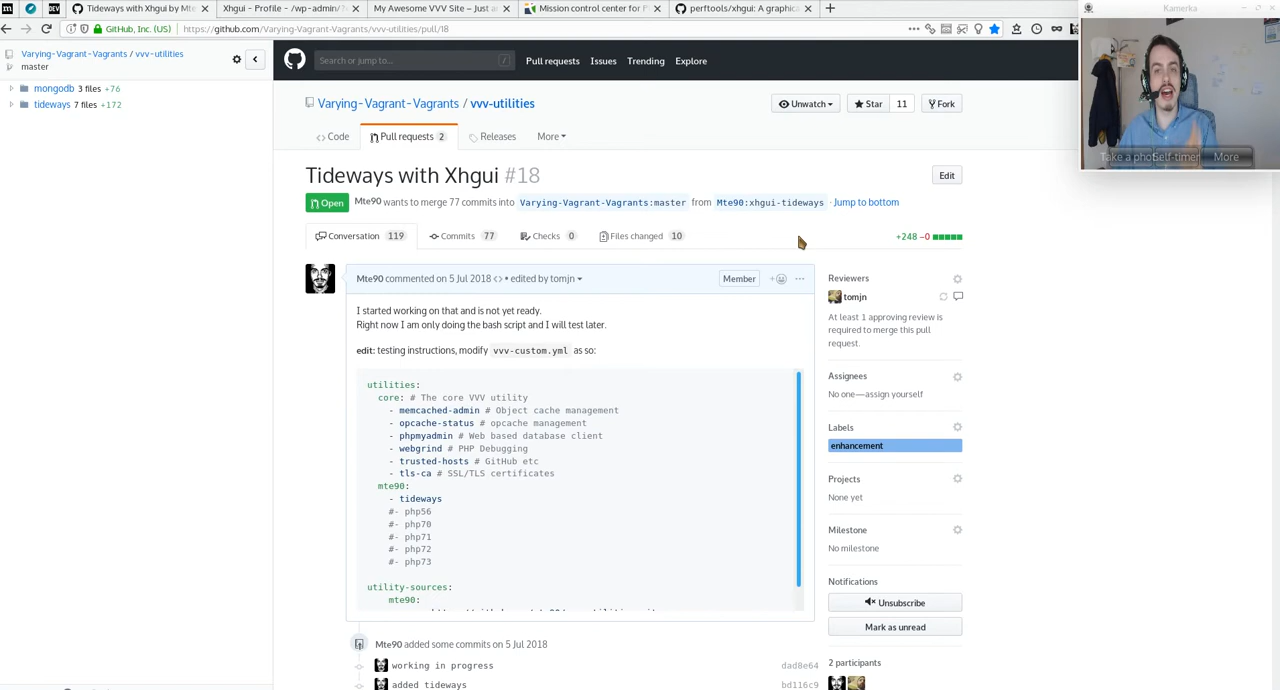 Tideways with Xhgui by Mte
Xhgui - Profile - /wp-admin/?
My Awesome VVV Site – Just a
Mission control center for P
perftools/xhgui: A graphica
Kamerka
GitHub, Inc. (US)
https://github.com/Varying-Vagrant-Vagrants/vvv-utilities/pull/18
Varying-Vagrant-Vagrants / vvv-utilities
master
mongodb 3 files +76
tideways 7 files +172
Search or jump to...
Pull requests Issues Trending Explore
Take a photo Self-timer More
Varying-Vagrant-Vagrants / vvv-utilities
Unwatch Star 11 Fork
Code Pull requests 2 Releases More
Tideways with Xhgui #18
Edit
Open Mte90 wants to merge 77 commits into Varying-Vagrant-Vagrants:master from Mte90:xhgui-tideways · Jump to bottom
Conversation 119 Commits 77 Checks 0 Files changed 10
+248 −0
Mte90 commented on 5 Jul 2018 • edited by tomjn
Member
I started working on that and is not yet ready.
Right now I am only doing the bash script and I will test later.
edit: testing instructions, modify vvv-custom.yml as so:
utilities:
core: # The core VVV utility
- memcached-admin # Object cache management
- opcache-status # opcache management
- phpmyadmin # Web based database client
- webgrind # PHP Debugging
- trusted-hosts # GitHub etc
- tls-ca # SSL/TLS certificates
mte90:
- tideways
#- php56
#- php70
#- php71
#- php72
#- php73
utility-sources:
mte90:
Mte90 added some commits on 5 Jul 2018
working in progress dad8e64
added tideways bd116c9
Reviewers
tomjn
At least 1 approving review is
required to merge this pull
request.
Assignees
No one—assign yourself
Labels
enhancement
Projects
None yet
Milestone
No milestone
Notifications
Unsubscribe
Mark as unread
2 participants